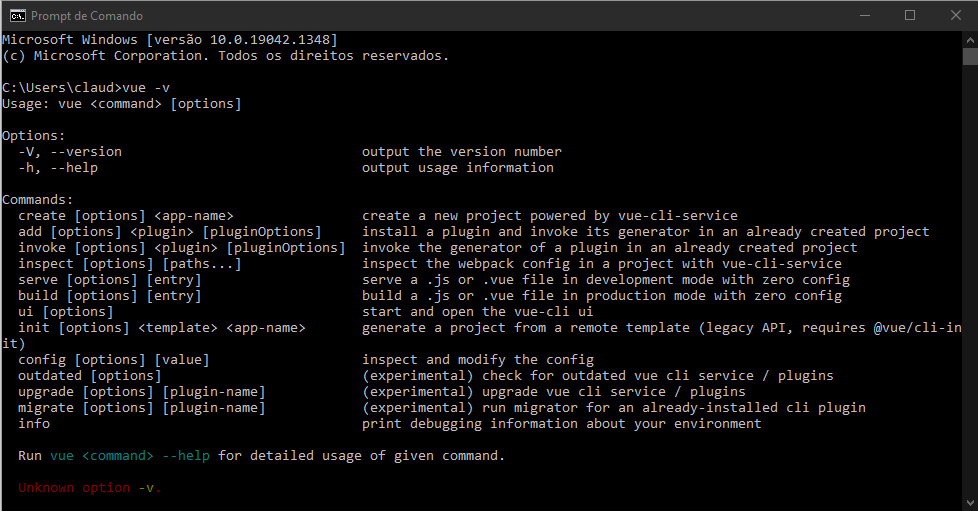 Prompt de Comando
Microsoft Windows [versão 10.0.19042.1348]
(c) Microsoft Corporation. Todos os direitos reservados.
C:\Users\claud>vue -v
Usage: vue <command> [options]
Options:
-V, --version output the version number
-h, --help output usage information
Commands:
create [options] <app-name> create a new project powered by vue-cli-service
add [options] <plugin> [pluginOptions] install a plugin and invoke its generator in an already created project
invoke [options] <plugin> [pluginOptions] invoke the generator of a plugin in an already created project
inspect [options] [paths...] inspect the webpack config in a project with vue-cli-service
serve [options] [entry] serve a .js or .vue file in development mode with zero config
build [options] [entry] build a .js or .vue file in production mode with zero config
ui [options] start and open the vue-cli ui
init [options] <template> <app-name> generate a project from a remote template (legacy API, requires @vue/cli-in
it)
config [options] [value] inspect and modify the config
outdated [options] (experimental) check for outdated vue cli service / plugins
upgrade [options] [plugin-name] (experimental) upgrade vue cli service / plugins
migrate [options] [plugin-name] (experimental) run migrator for an already-installed cli plugin
info print debugging information about your environment
Run vue <command> --help for detailed usage of given command.
Unknown option -v.